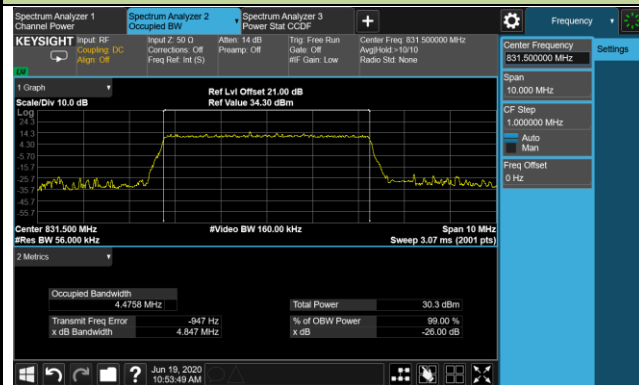 Spectrum Analyzer 1
Channel Power
Spectrum Analyzer 2
Occupied BW
Spectrum Analyzer 3
Power Stat CCDF
Frequency
KEYSIGHT
Input: RF
Coupling: DC
Align: Off
Input Z: 50 Ω
Corrections: Off
Freq Ref: Int (S)
Atten: 14 dB
Preamp: Off
Trig: Free Run
Gate: Off
#IF Gain: Low
Center Freq: 831.500000 MHz
Avg|Hold:>10/10
Radio Std: None
Center Frequency
831.500000 MHz
Settings
Span
10.000 MHz
CF Step
1.000000 MHz
Auto
Man
Freq Offset
0 Hz
1 Graph
Ref Lvl Offset 21.00 dB
Scale/Div 10.0 dB
Ref Value 34.30 dBm
Log
24.3
14.3
4.30
-5.70
-15.7
-25.7
-35.7
-45.7
-55.7
Center 831.500 MHz
#Video BW 160.00 kHz
Span 10 MHz
#Res BW 56.000 kHz
Sweep 3.07 ms (2001 pts)
2 Metrics
Occupied Bandwidth
4.4758 MHz
Total Power 30.3 dBm
Transmit Freq Error -947 Hz
% of OBW Power 99.00 %
x dB Bandwidth 4.847 MHz
x dB -26.00 dB
?
Jun 19, 2020
10:53:49 AM